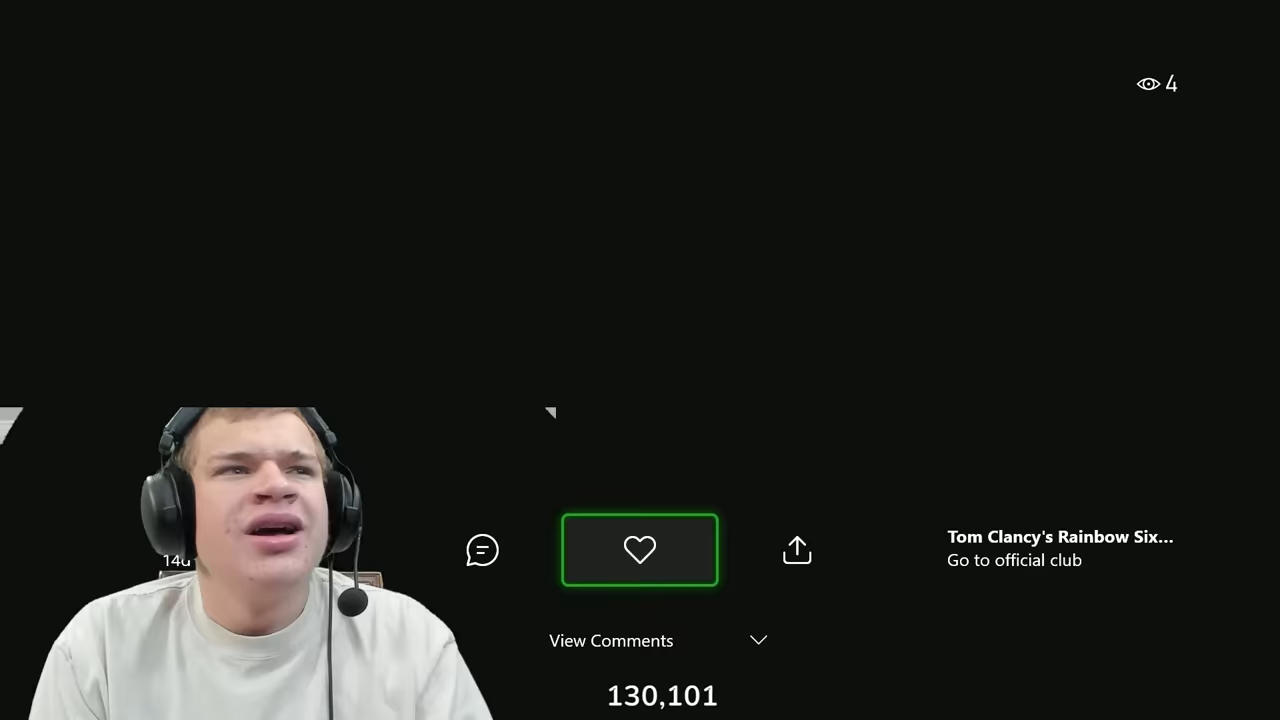 4
14d
Tom Clancy's Rainbow Six...
Go to official club
View Comments
130,101